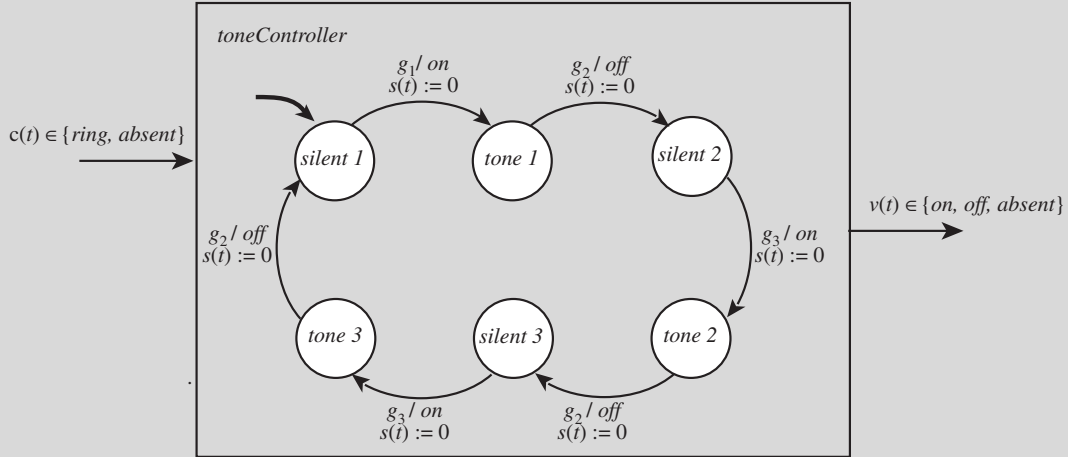 toneController
g₁ / on
s(t) := 0
g₂ / off
s(t) := 0
c(t) ∈ {ring, absent}
silent 1
tone 1
silent 2
v(t) ∈ {on, off, absent}
g₂ / off
s(t) := 0
g₃ / on
s(t) := 0
tone 3
silent 3
tone 2
.
g₃ / on
s(t) := 0
g₂ / off
s(t) := 0